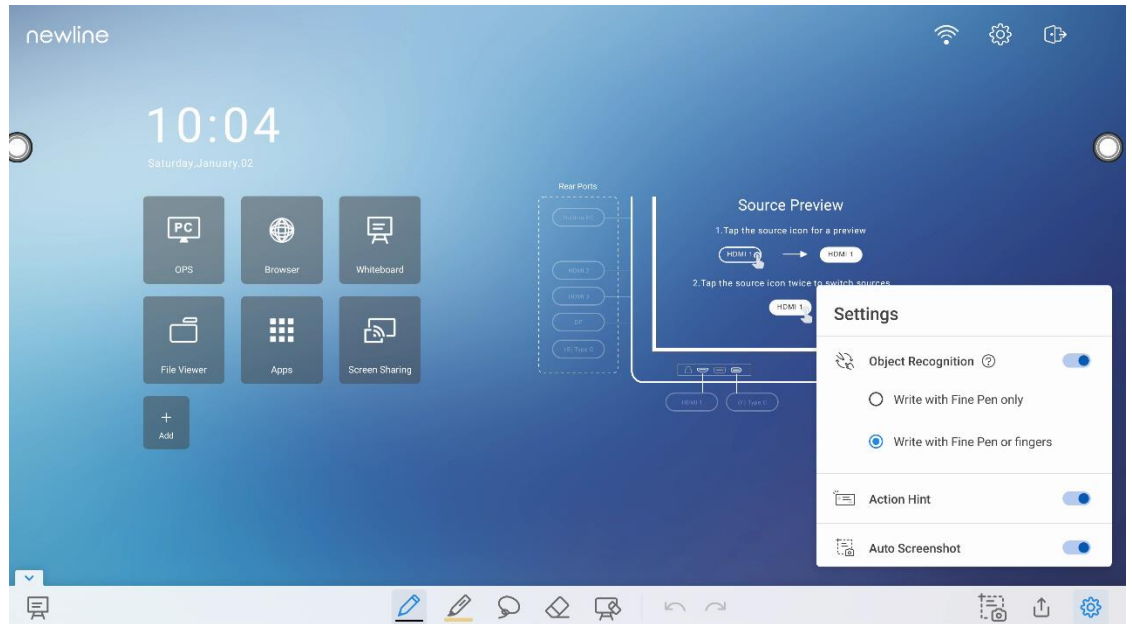 newline
10:04
Saturday,January.02
PC
OPS
Browser
Whiteboard
File Viewer
Apps
Screen Sharing
+
Add
Rear Ports
HDMI 2
HDMI 3
DP
Source Preview
1.Tap the source icon for a preview
HDMI 1
HDMI 1
2.Tap the source icon twice to switch sources
HDMI 1
HDMI 1
Type C
Settings
Object Recognition ?
Write with Fine Pen only
Write with Fine Pen or fingers
Action Hint
Auto Screenshot